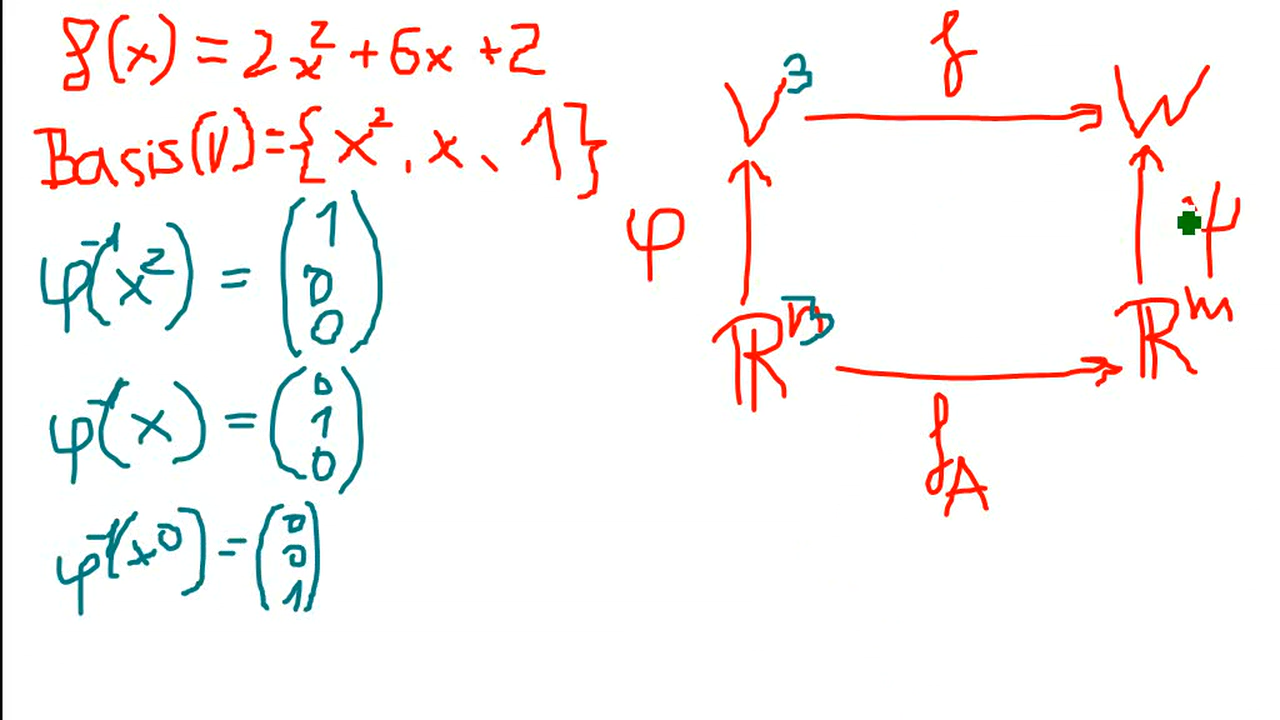 f(x) = 2x² + 6x + 2
Basis(V) = {x², x, 1}
φ⁻¹(x²) = (1 0 0)
φ⁻¹(x) = (0 1 0)
φ⁻¹(x⁰) = (0 0 1)
f
V³ W
φ ψ
ℝ³ ℝᵐ
f_A